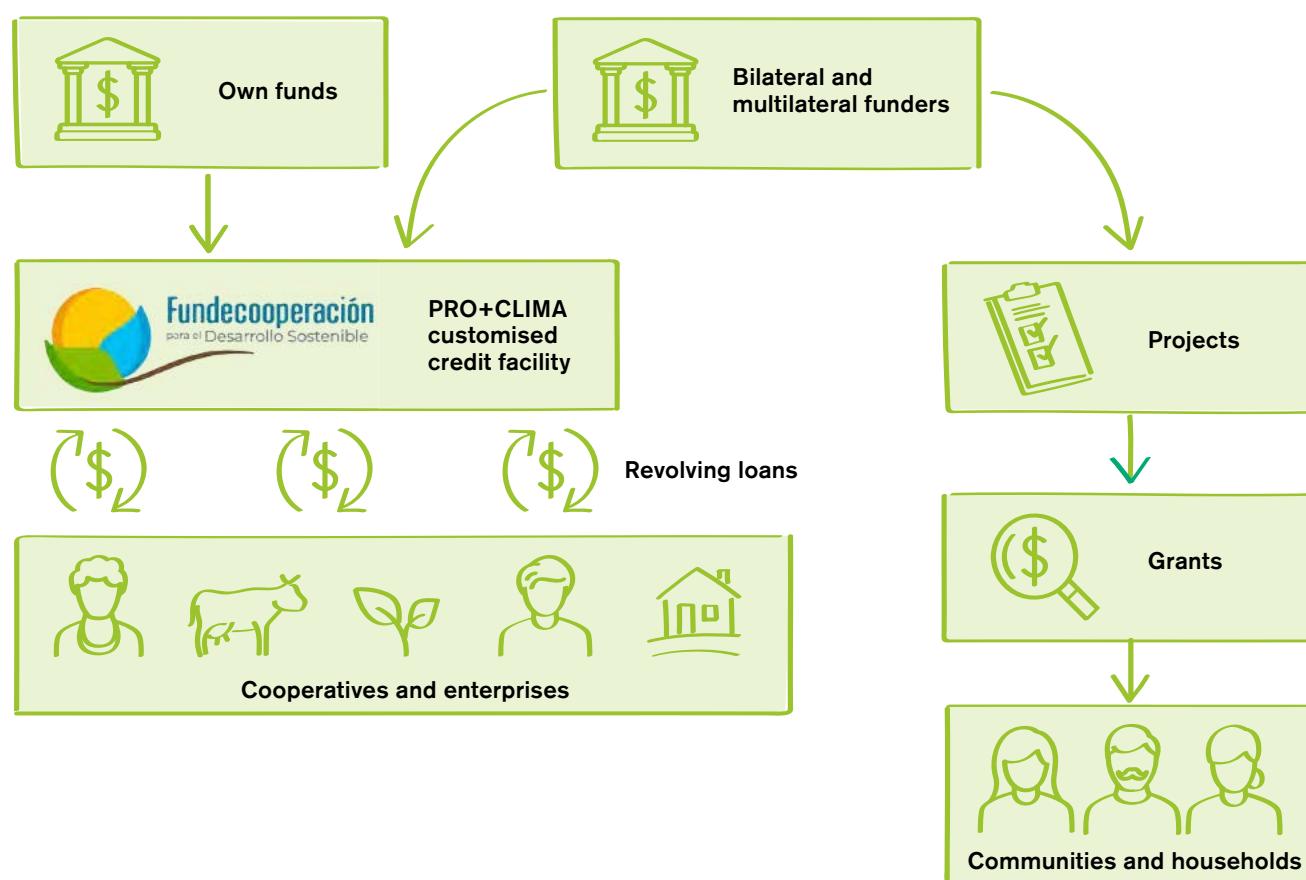 Own funds
Bilateral and
multilateral funders
Fundecooperación
para el Desarrollo Sostenible
PRO+CLIMA
customised
credit facility
Projects
Revolving loans
Grants
Cooperatives and enterprises
Communities and households